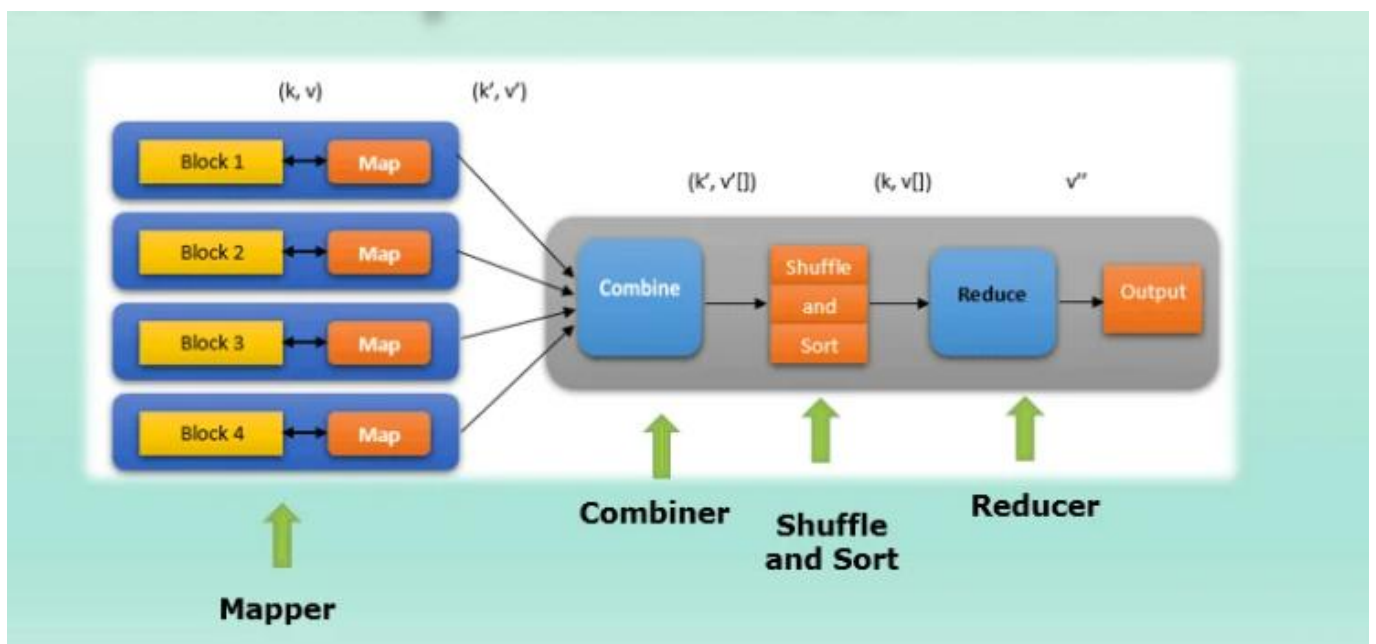 (k, v)
(k’, v’)
Block 1
Map
Block 2
Map
Block 3
Map
Block 4
Map
(k’, v’[])
(k, v[])
v’’
Combine
Shuffle
and
Sort
Reduce
Output
Mapper
Combiner
Shuffle
and Sort
Reducer